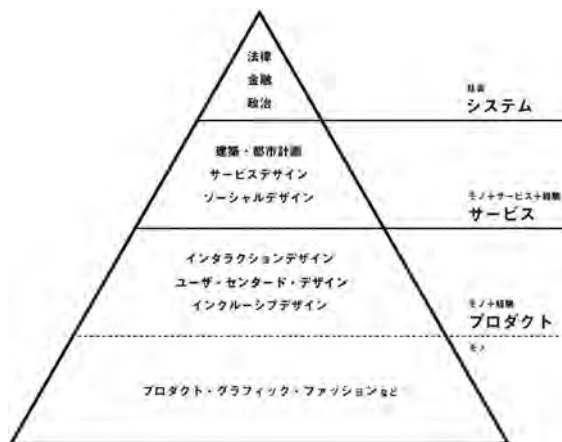 法律
金融
政治
システム
建築・都市計画
サービスデザイン
ソーシャルデザイン
モノ+サービス+経験
サービス
インタラクションデザイン
ユーザ・センタード・デザイン
インクルーシブデザイン
モノ+経験
プロダクト
モノ
プロダクト・グラフィック・ファッションなど